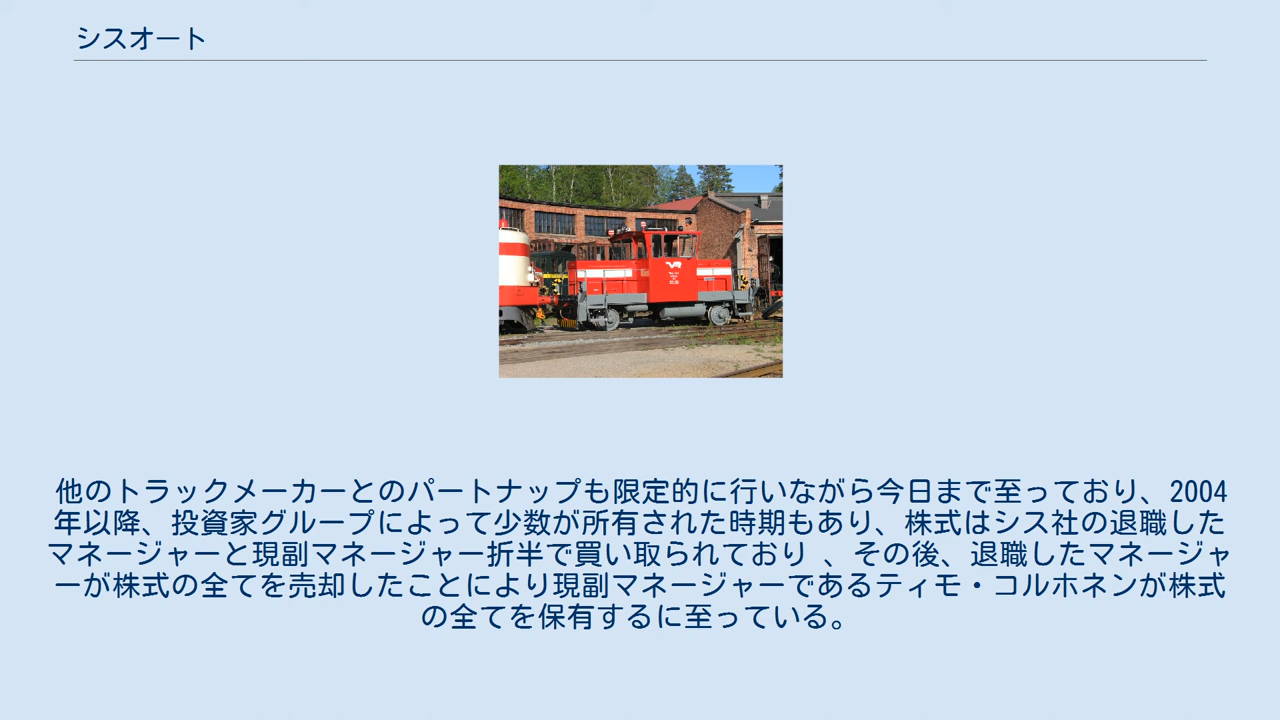 シスオート
他のトラックメーカーとのパートナップも限定的に行いながら今日まで至っており、2004
年以降、投資家グループによって少数が所有された時期もあり、株式はシス社の退職した
マネージャーと現副マネージャー折半で買い取られており 、その後、退職したマネージャ
ーが株式の全てを売却したことにより現副マネージャーであるティモ・コルホネンが株式
の全てを保有するに至っている。